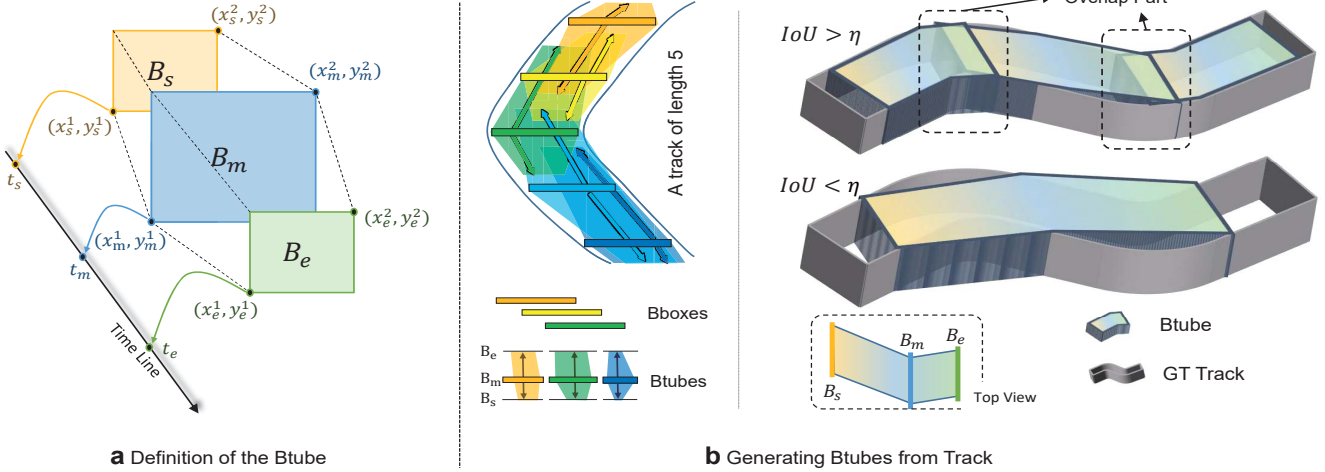 (x_s^2, y_s^2)
B_s
(x_m^2, y_m^2)
(x_s^1, y_s^1)
B_m
t_s
(x_m^1, y_m^1)
(x_e^2, y_e^2)
t_m
B_e
(x_e^1, y_e^1)
t_e
Time Line
a Definition of the Btube
A track of length 5
Bboxes
B_e
B_m
B_s
Btubes
Overlap Part
IoU > η
IoU < η
B_m
B_e
B_s
Top View
Btube
GT Track
b Generating Btubes from Track